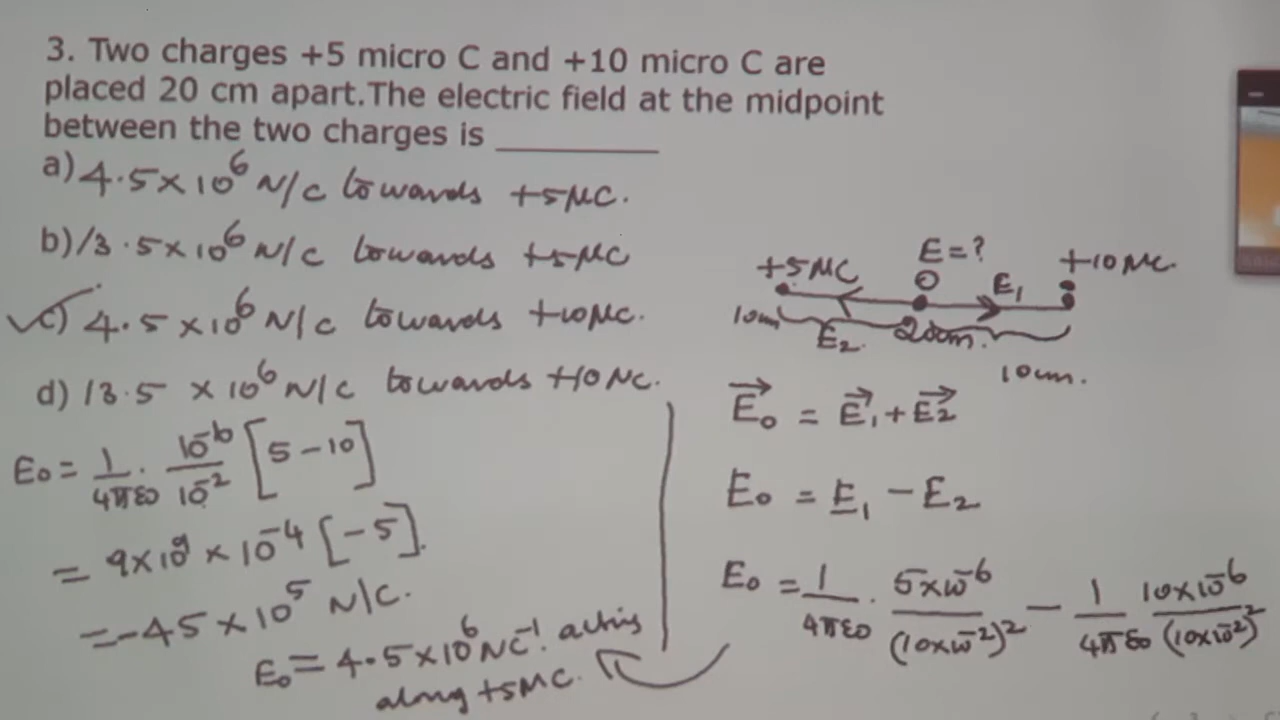 3. Two charges +5 micro C and +10 micro C are
placed 20 cm apart.The electric field at the midpoint
between the two charges is ________
a) 4.5×10⁶ N/C towards +5μC.
b) 13.5×10⁶ N/C towards +5μC
c) 4.5×10⁶ N/C towards +10μC.
d) 13.5 ×10⁶ N/C towards +10μC.
+5μC E=? +10μC.
E₁
10cm E₂ 20cm. 10cm.
E₀ = 1/4πε₀ . 10⁻⁶/10⁻² [5-10]
= 9×10⁹ × 10⁻⁴ [-5].
= -45×10⁵ N/C.
E₀ = 4.5×10⁶ NC⁻¹. acting
along +5μC.
E⃗₀ = E⃗₁ + E⃗₂
E₀ = E₁ - E₂
E₀ = 1/4πε₀ . 5×10⁻⁶/(10×10⁻²)² - 1/4πε₀ 10×10⁻⁶/(10×10⁻²)²